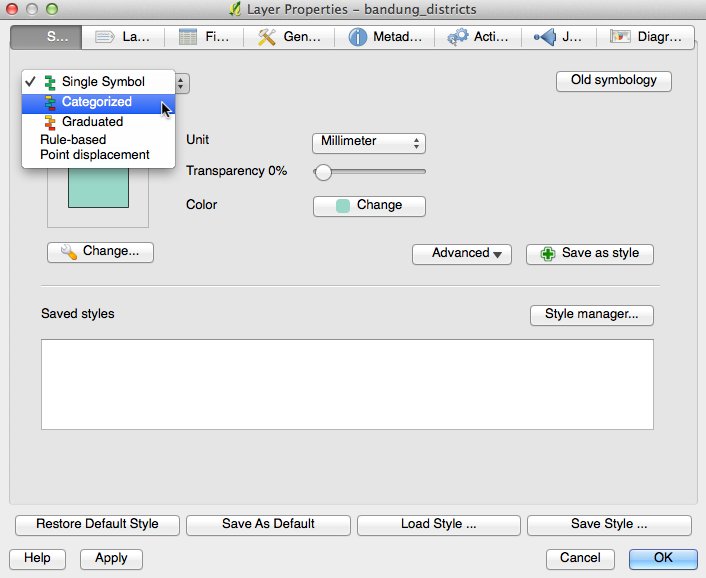 Layer Properties – bandung_districts
S... La... Fi... Gen... Metad... Acti... J... Diagr...
Single Symbol
Categorized
Graduated
Rule-based
Point displacement
Old symbology
Unit Millimeter
Transparency 0%
Color Change
Change... Advanced Save as style
Saved styles Style manager...
Restore Default Style Save As Default Load Style ... Save Style ...
Help Apply Cancel OK